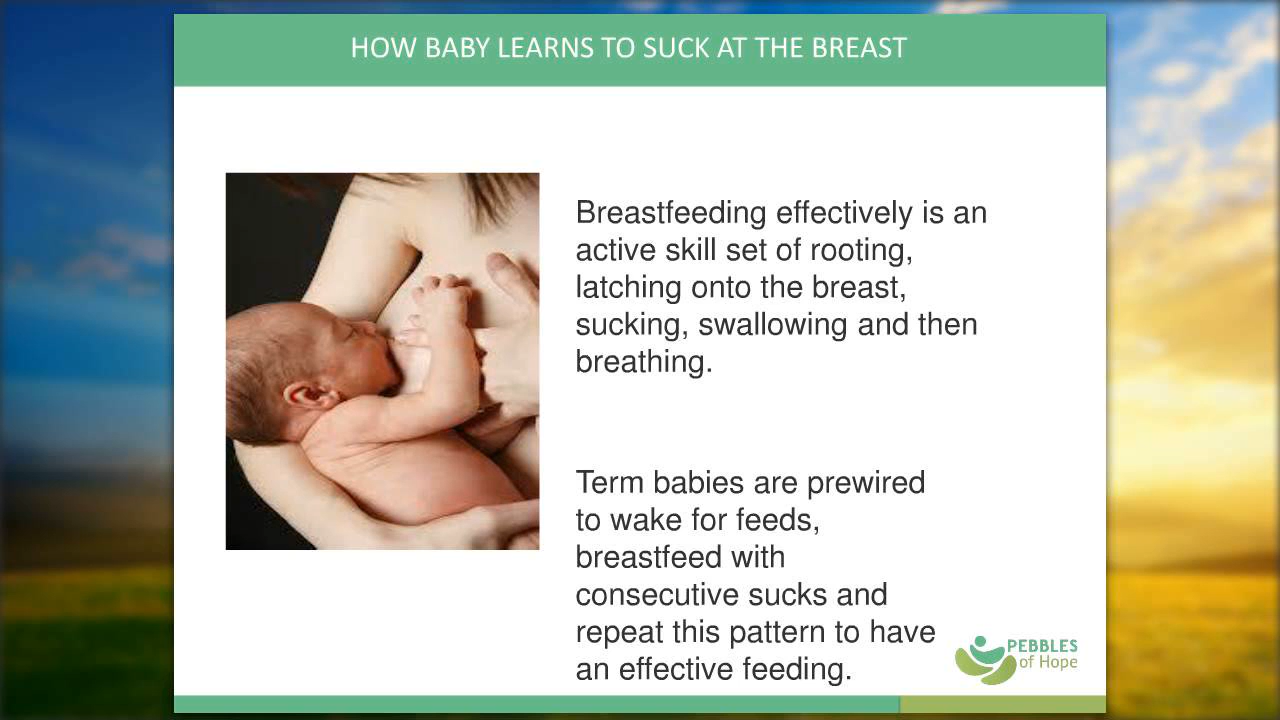 HOW BABY LEARNS TO SUCK AT THE BREAST
Breastfeeding effectively is an
active skill set of rooting,
latching onto the breast,
sucking, swallowing and then
breathing.
Term babies are prewired
to wake for feeds,
breastfeed with
consecutive sucks and
repeat this pattern to have
an effective feeding.
PEBBLES
of Hope